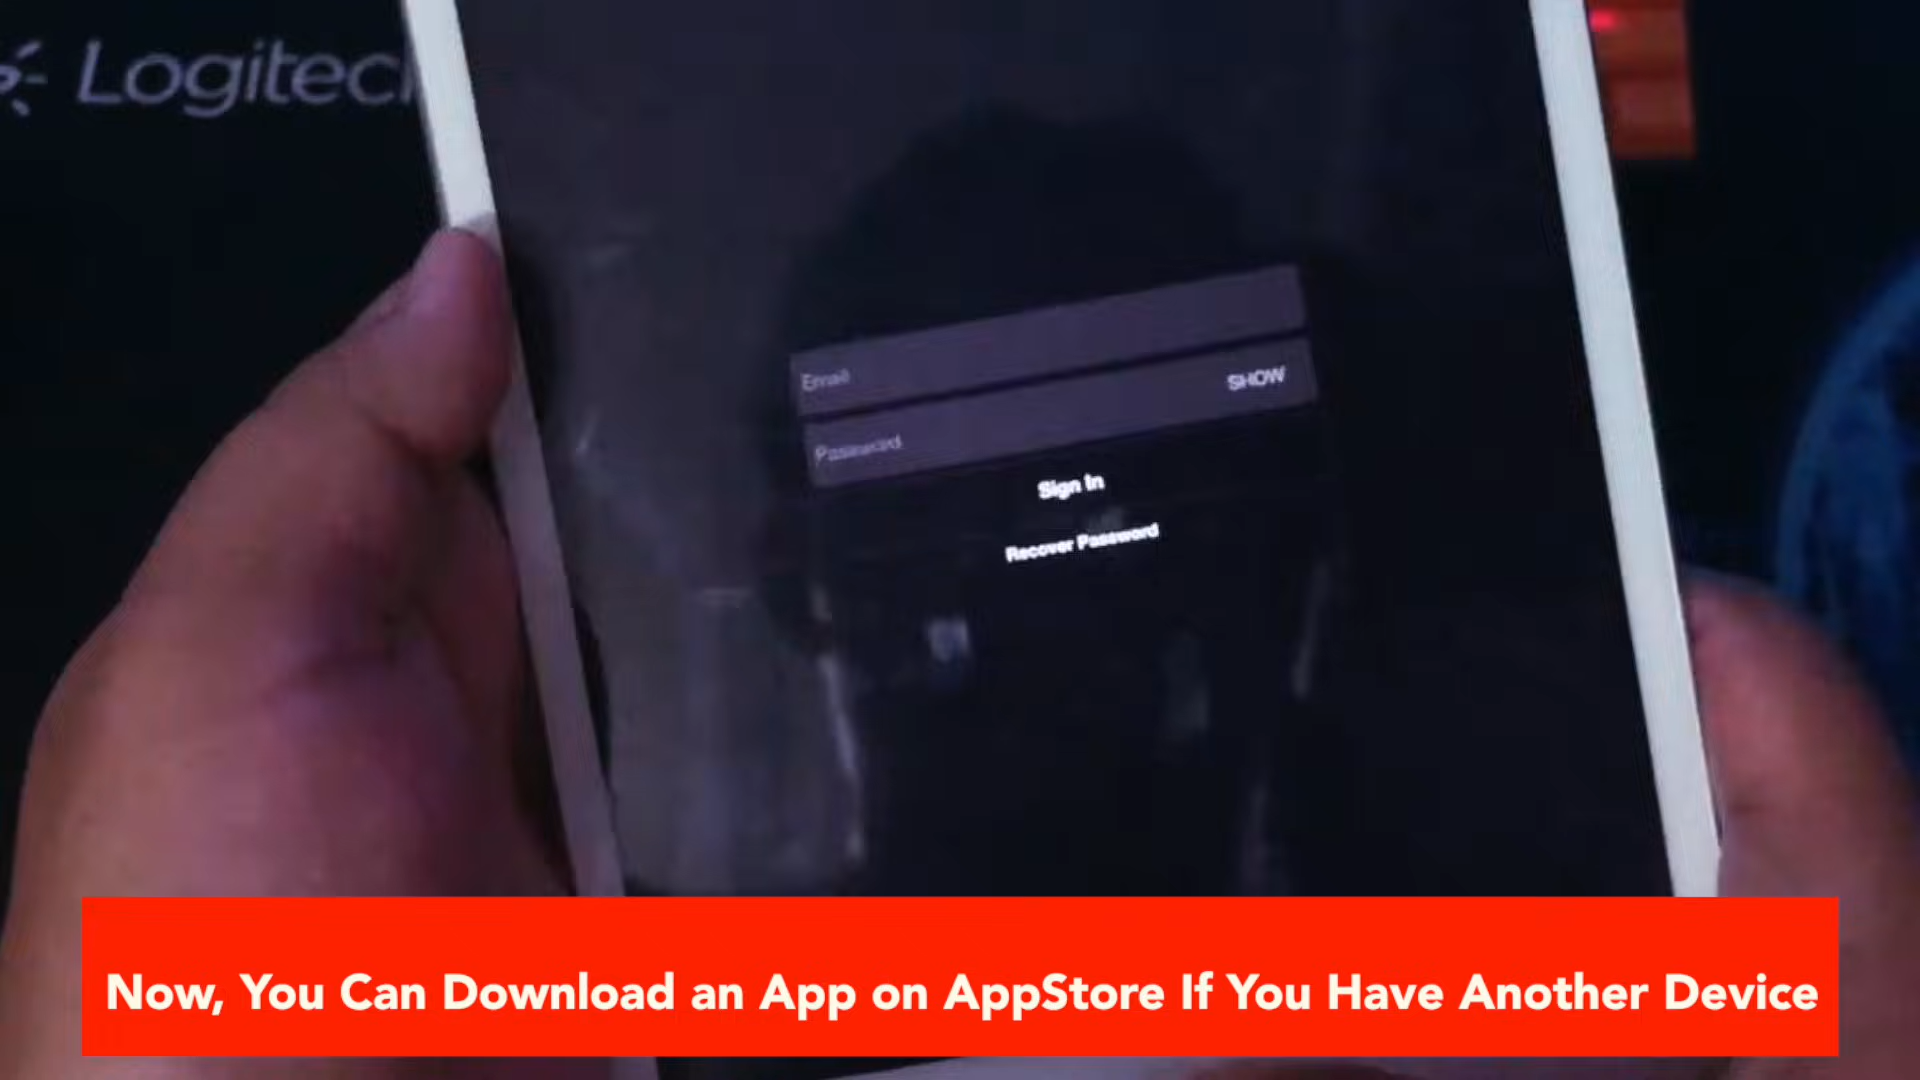 Logitech
Email
SHOW
Password
Sign In
Recover Password
Now, You Can Download an App on AppStore If You Have Another Device